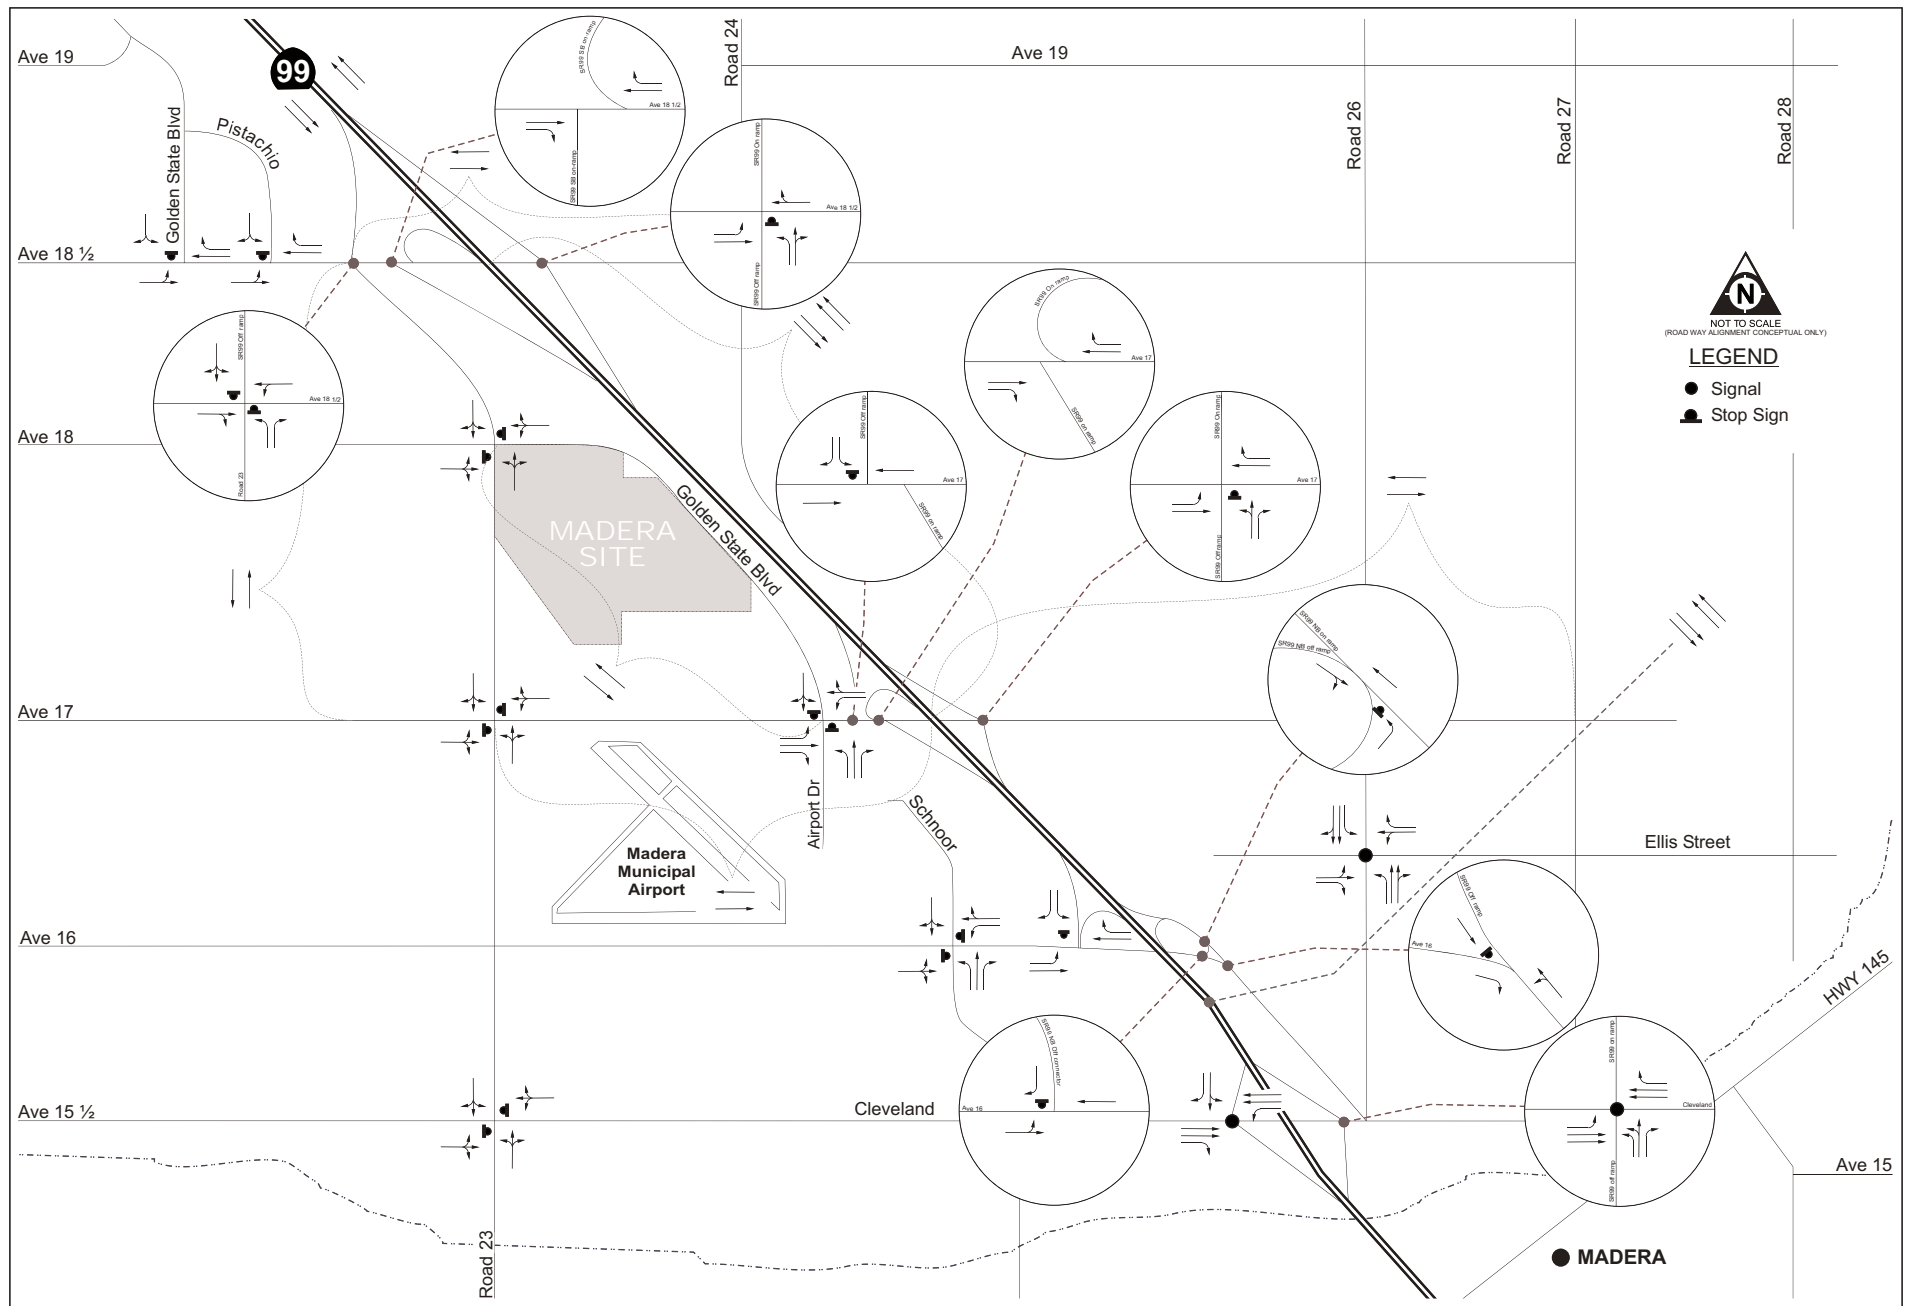 Ave 19
99
Golden State Blvd
Pistachio
SR99 SB on ramp
Ave 18 1/2
SR99 SB on-ramp
Road 24
Ave 19
Road 26
Road 27
Road 28
SR99 On ramp
Ave 18 1/2
SR99 Off ramp
Ave 18 ½
SR99 Off ramp
Ave 18 1/2
Road 23
N
NOT TO SCALE
(ROAD WAY ALIGNMENT CONCEPTUAL ONLY)
LEGEND
Signal
Stop Sign
SR99 On ramp
Ave 17
SR99 on ramp
SR99 Off ramp
Ave 17
SR99 on ramp
SR99 On ramp
Ave 17
SR99 Off ramp
Ave 18
MADERA
SITE
Golden State Blvd
SR99 NB on ramp
SR99 NB off ramp
Ave 17
Airport Dr
Schnoor
Madera
Municipal
Airport
Ellis Street
SR99 Off ramp
Ave 16
Ave 16
HWY 145
SR99 NB Off connector
Ave 16
SR99 on ramp
Cleveland
SR99 off ramp
Ave 15 ½
Cleveland
Ave 15
Road 23
MADERA